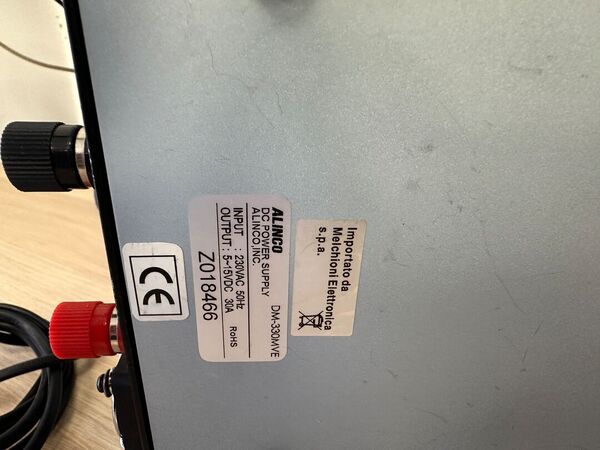 ALINCO
DC POWER SUPPLY DM-330MVE
ALINCO,INC.
INPUT : 230VAC 50Hz
OUTPUT : 5~15VDC 30A RoHS
Z018466
CE
Importato da
Melchioni Elettronica
s.p.a.